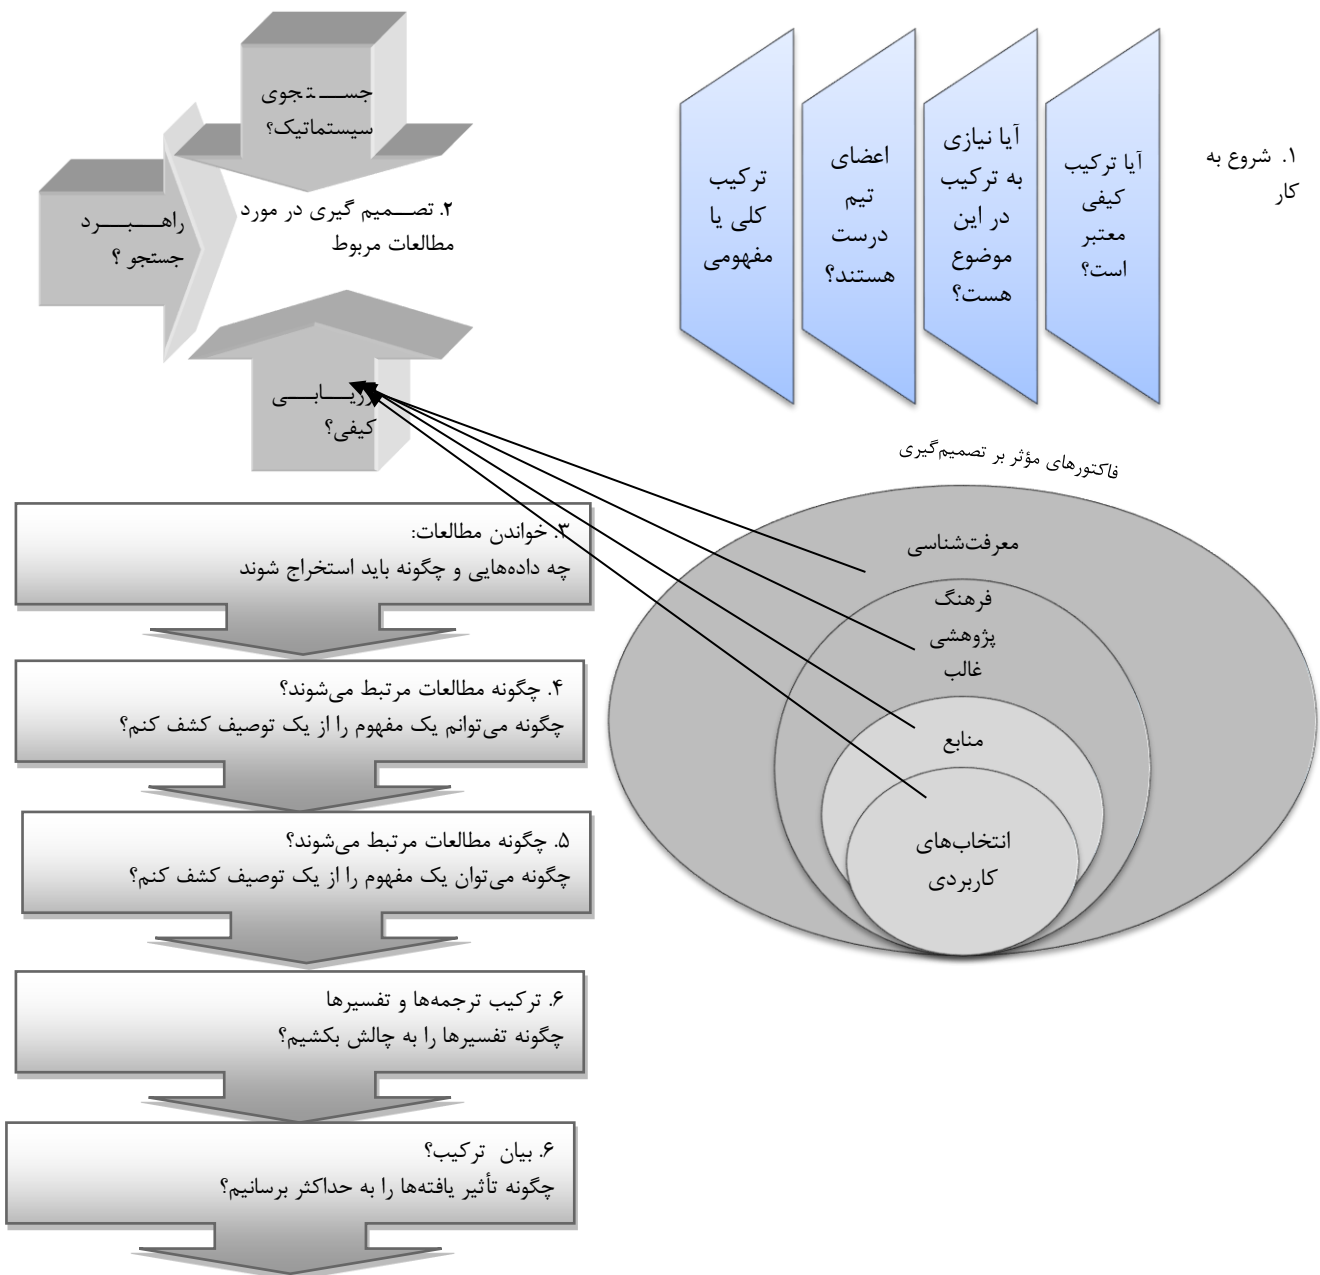 ۱. شروع به
کار
آیا ترکیب
کیفی
معتبر
است؟
آیا نیازی
به ترکیب
در این
موضوع
هست؟
اعضای
تیم
درست
هستند؟
ترکیب
کلی یا
مفهومی
جستجوی
سیستماتیک؟
راهبرد
جستجو ؟
۲. تصمیم گیری در مورد
مطالعات مربوط
کیفی؟
فاکتورهای مؤثر بر تصمیم‌گیری
معرفت‌شناسی
فرهنگ
پژوهشی
غالب
منابع
انتخاب‌های
کاربردی
۳. خواندن مطالعات:
چه داده‌هایی و چگونه باید استخراج شوند
۴. چگونه مطالعات مرتبط می‌شوند؟
چگونه می‌توانم یک مفهوم را از یک توصیف کشف کنم؟
۵. چگونه مطالعات مرتبط می‌شوند؟
چگونه می‌توان یک مفهوم را از یک توصیف کشف کنم؟
۶. ترکیب ترجمه‌ها و تفسیرها
چگونه تفسیرها را به چالش بکشیم؟
۶. بیان ترکیب؟
چگونه تأثیر یافته‌ها را به حداکثر برسانیم؟